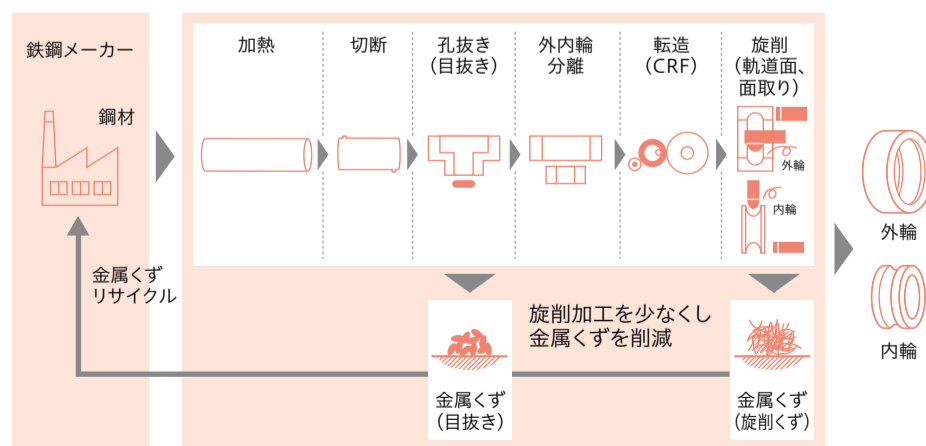 鉄鋼メーカー
鋼材
加熱
切断
孔抜き
（目抜き）
外内輪
分離
転造
（CRF）
旋削
（軌道面、
面取り）
外輪
内輪
外輪
内輪
金属くず
リサイクル
旋削加工を少なくし
金属くずを削減
金属くず
（目抜き）
金属くず
（旋削くず）